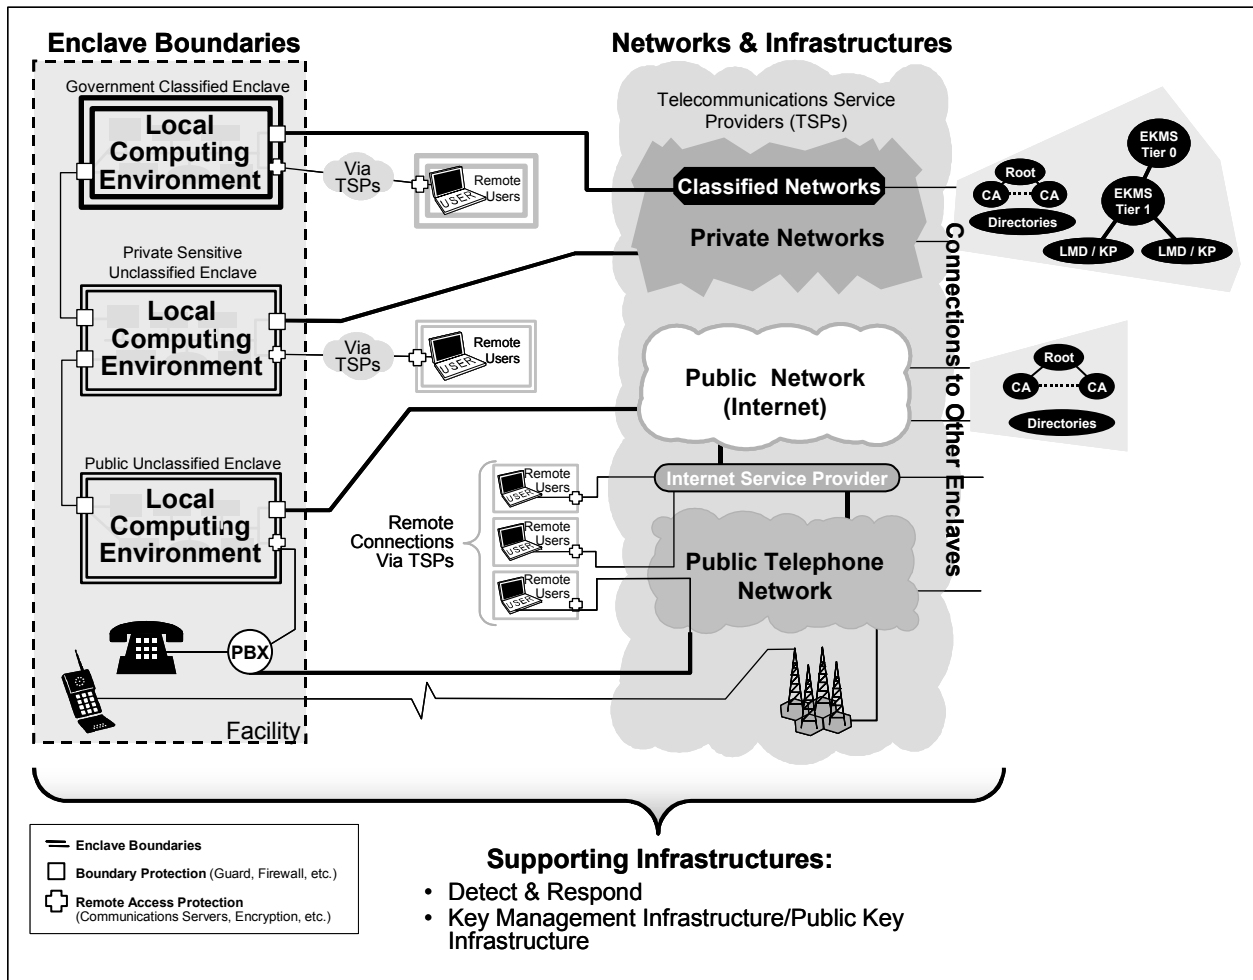 Enclave Boundaries
Networks & Infrastructures
Government Classified Enclave
Local
Computing
Environment
Via
TSPs
USER
Remote
Users
Private Sensitive
Unclassified Enclave
Local
Computing
Environment
Via
TSPs
USER
Remote
Users
Public Unclassified Enclave
Local
Computing
Environment
Remote
Connections
Via TSPs
USER
Remote
Users
USER
Remote
Users
USER
Remote
Users
PBX
Facility
Telecommunications Service
Providers (TSPs)
Classified Networks
Private Networks
Public Network
(Internet)
Internet Service Provider
Public Telephone
Network
Connections to Other Enclaves
Root
CA
CA
Directories
EKMS
Tier 0
EKMS
Tier 1
LMD / KP
LMD / KP
Root
CA
CA
Directories
Enclave Boundaries
Boundary Protection (Guard, Firewall, etc.)
Remote Access Protection
(Communications Servers, Encryption, etc.)
Supporting Infrastructures:
• Detect & Respond
• Key Management Infrastructure/Public Key
Infrastructure